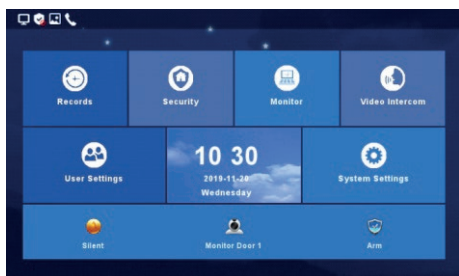 Records Security Monitor Video Intercom
User Settings
10 30
2019-11-20
Wednesday
System Settings
Silent Monitor Door 1 Arm